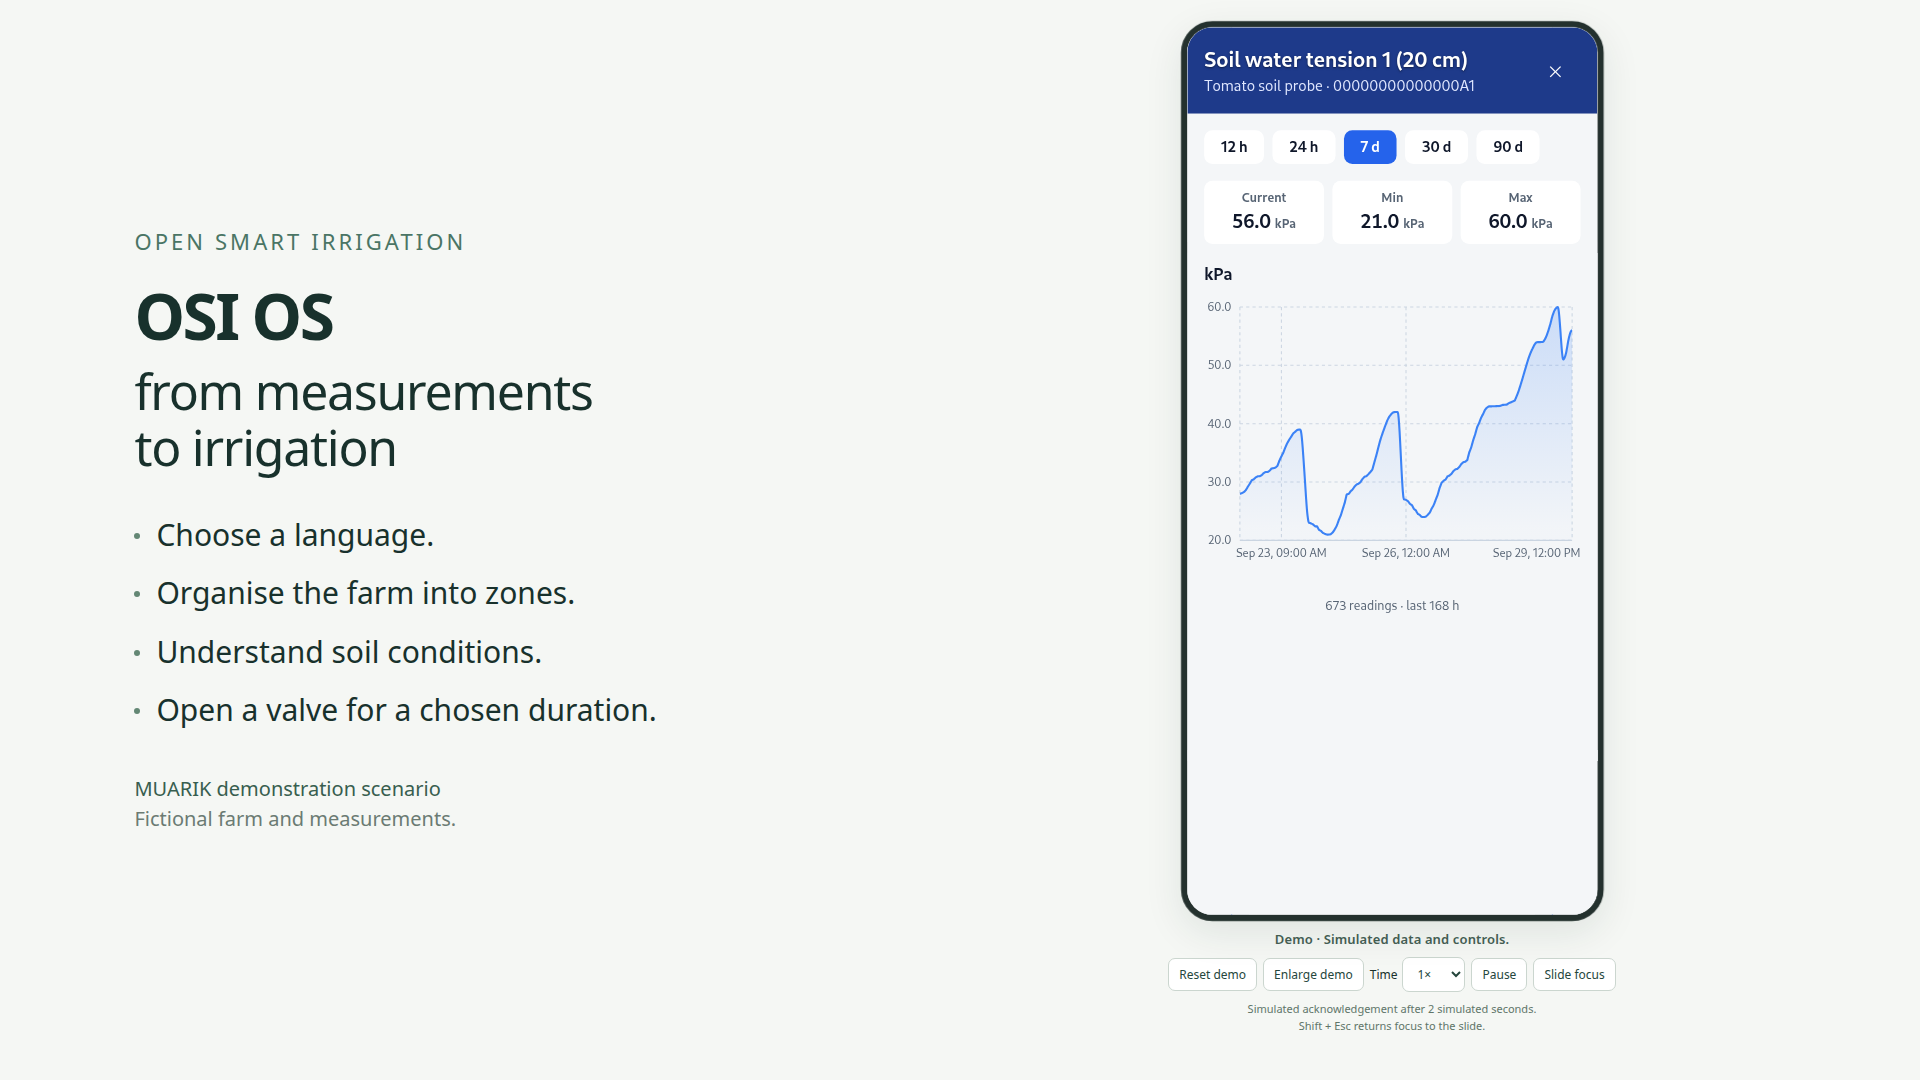 OPEN SMART IRRIGATION
OSI OS
from measurements
to irrigation
• Choose a language.
• Organise the farm into zones.
• Understand soil conditions.
• Open a valve for a chosen duration.
MUARIK demonstration scenario
Fictional farm and measurements.
Soil water tension 1 (20 cm)
Tomato soil probe · 00000000000000A1
×
12 h 24 h 7 d 30 d 90 d
Current Min Max
56.0 kPa 21.0 kPa 60.0 kPa
kPa
60.0
50.0
40.0
30.0
20.0
Sep 23, 09:00 AM Sep 26, 12:00 AM Sep 29, 12:00 PM
673 readings · last 168 h
Demo · Simulated data and controls.
Reset demo Enlarge demo Time 1× Pause Slide focus
Simulated acknowledgement after 2 simulated seconds.
Shift + Esc returns focus to the slide.